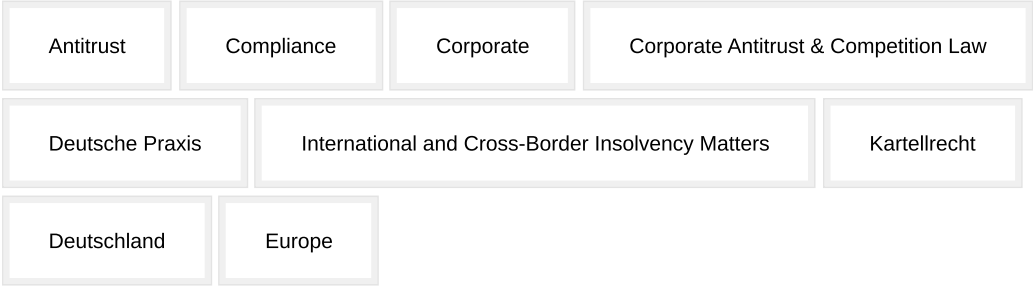 Antitrust Compliance Corporate Corporate Antitrust & Competition Law
Deutsche Praxis International and Cross-Border Insolvency Matters Kartellrecht
Deutschland Europe